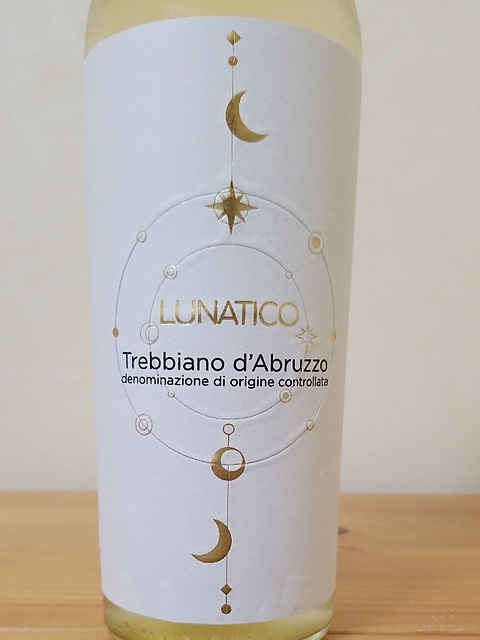 LUNATICO
Trebbiano d'Abruzzo
denominazione di origine controllata